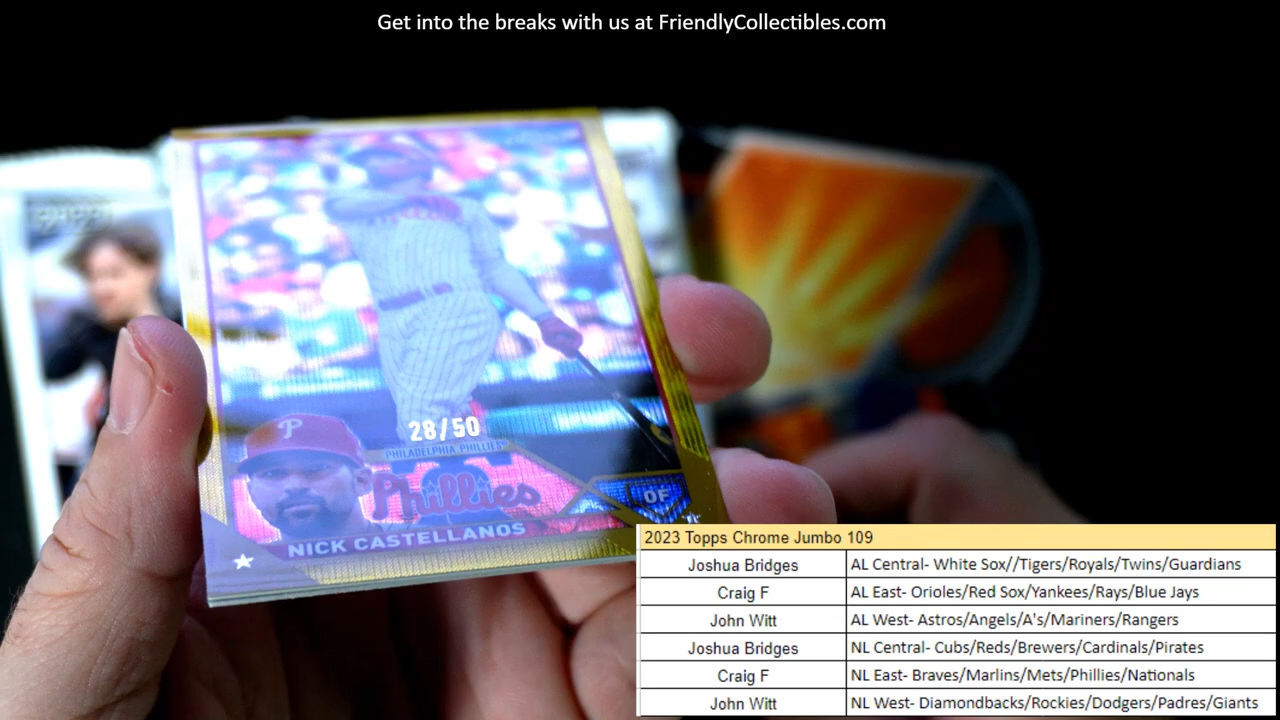 Get into the breaks with us at FriendlyCollectibles.com
28/50
PHILADELPHIA PHILLIES
Phillies
OF
NICK CASTELLANOS
P
2023 Topps Chrome Jumbo 109
Joshua Bridges AL Central- White Sox//Tigers/Royals/Twins/Guardians
Craig F AL East- Orioles/Red Sox/Yankees/Rays/Blue Jays
John Witt AL West- Astros/Angels/A's/Mariners/Rangers
Joshua Bridges NL Central- Cubs/Reds/Brewers/Cardinals/Pirates
Craig F NL East- Braves/Marlins/Mets/Phillies/Nationals
John Witt NL West- Diamondbacks/Rockies/Dodgers/Padres/Giants